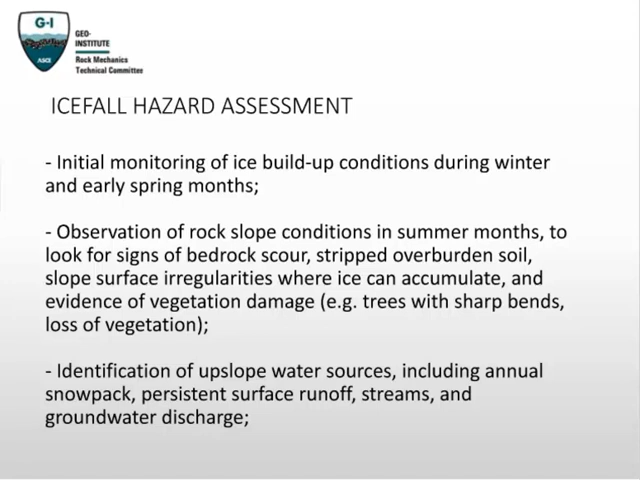 G-I
ASCE
GEO-
INSTITUTE
Rock Mechanics
Technical Committee
ICEFALL HAZARD ASSESSMENT
- Initial monitoring of ice build-up conditions during winter
and early spring months;
- Observation of rock slope conditions in summer months, to
look for signs of bedrock scour, stripped overburden soil,
slope surface irregularities where ice can accumulate, and
evidence of vegetation damage (e.g. trees with sharp bends,
loss of vegetation);
- Identification of upslope water sources, including annual
snowpack, persistent surface runoff, streams, and
groundwater discharge;